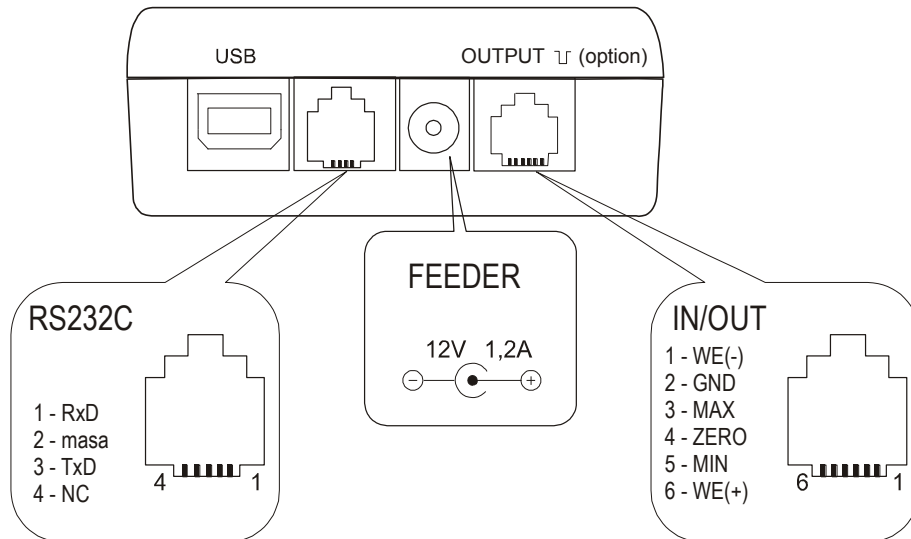 USB
OUTPUT (option)
RS232C
1 - RxD
2 - masa
3 - TxD
4 - NC
4 1
FEEDER
12V 1,2A
IN/OUT
1 - WE(-)
2 - GND
3 - MAX
4 - ZERO
5 - MIN
6 - WE(+)
6 1